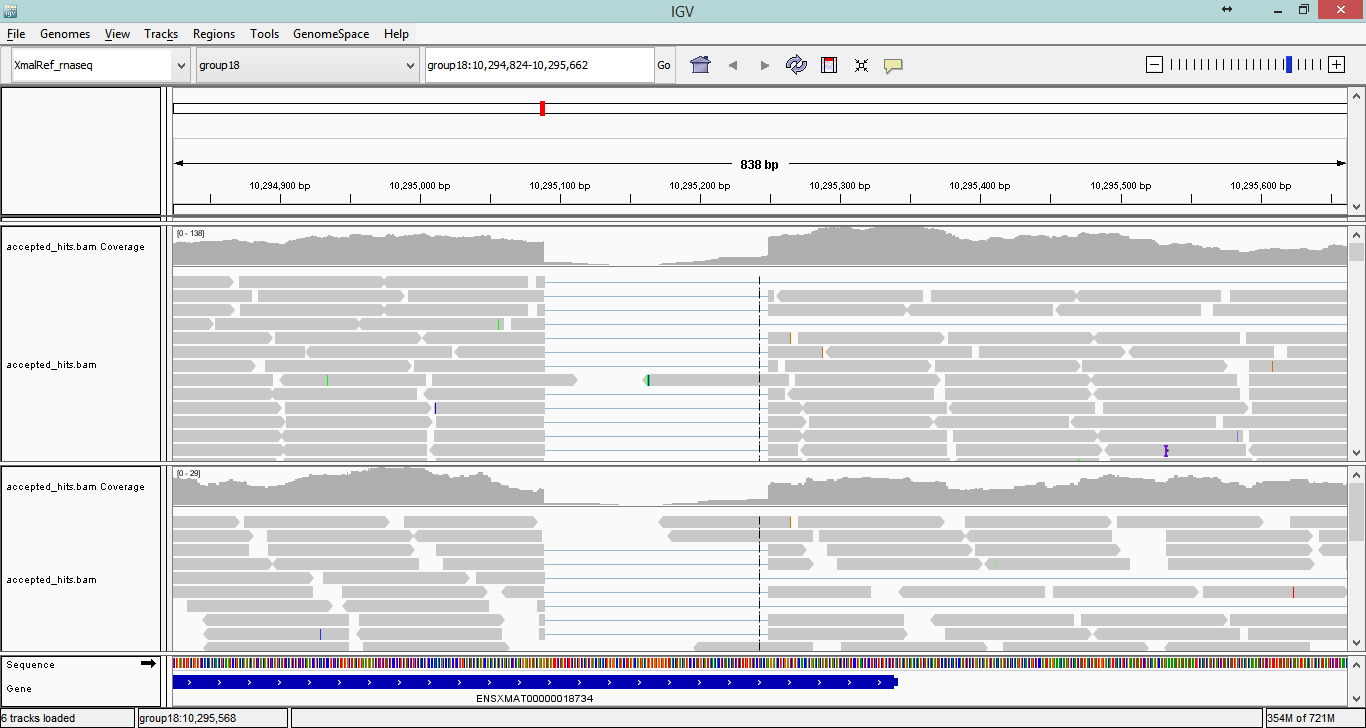 IGV
File Genomes View Tracks Regions Tools GenomeSpace Help
XmalRef_rnaseq group18 group18:10,294,824-10,295,662 Go
838 bp
10,294,900 bp 10,295,000 bp 10,295,100 bp 10,295,200 bp 10,295,300 bp 10,295,400 bp 10,295,500 bp 10,295,600 bp
[0 - 138]
accepted_hits.bam Coverage
accepted_hits.bam
[0 - 29]
accepted_hits.bam Coverage
accepted_hits.bam
Sequence
Gene
ENSXMAT00000018734
6 tracks loaded group18:10,295,568 354M of 721M